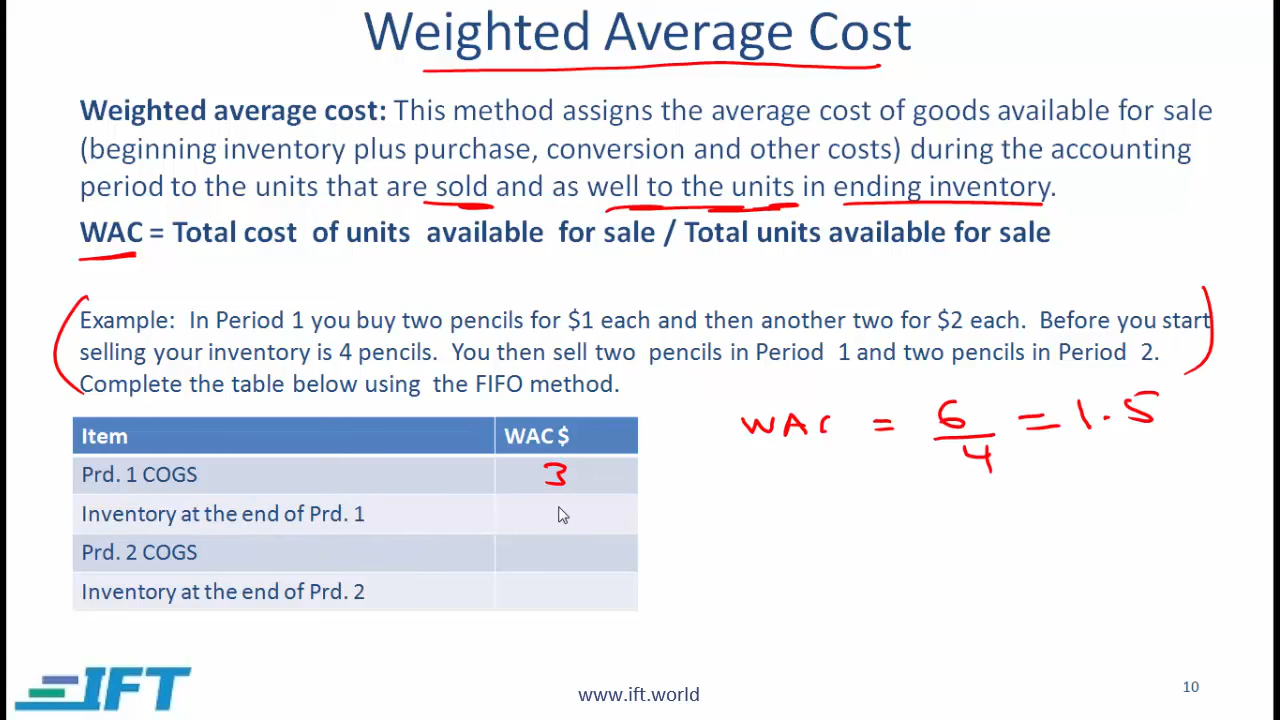 Weighted Average Cost
Weighted average cost: This method assigns the average cost of goods available for sale
(beginning inventory plus purchase, conversion and other costs) during the accounting
period to the units that are sold and as well to the units in ending inventory.
WAC = Total cost of units available for sale / Total units available for sale
Example: In Period 1 you buy two pencils for $1 each and then another two for $2 each. Before you start
selling your inventory is 4 pencils. You then sell two pencils in Period 1 and two pencils in Period 2.
Complete the table below using the FIFO method.
WAC = 6/4 = 1.5
Item WAC $
Prd. 1 COGS 3
Inventory at the end of Prd. 1
Prd. 2 COGS
Inventory at the end of Prd. 2
IFT
www.ift.world
10